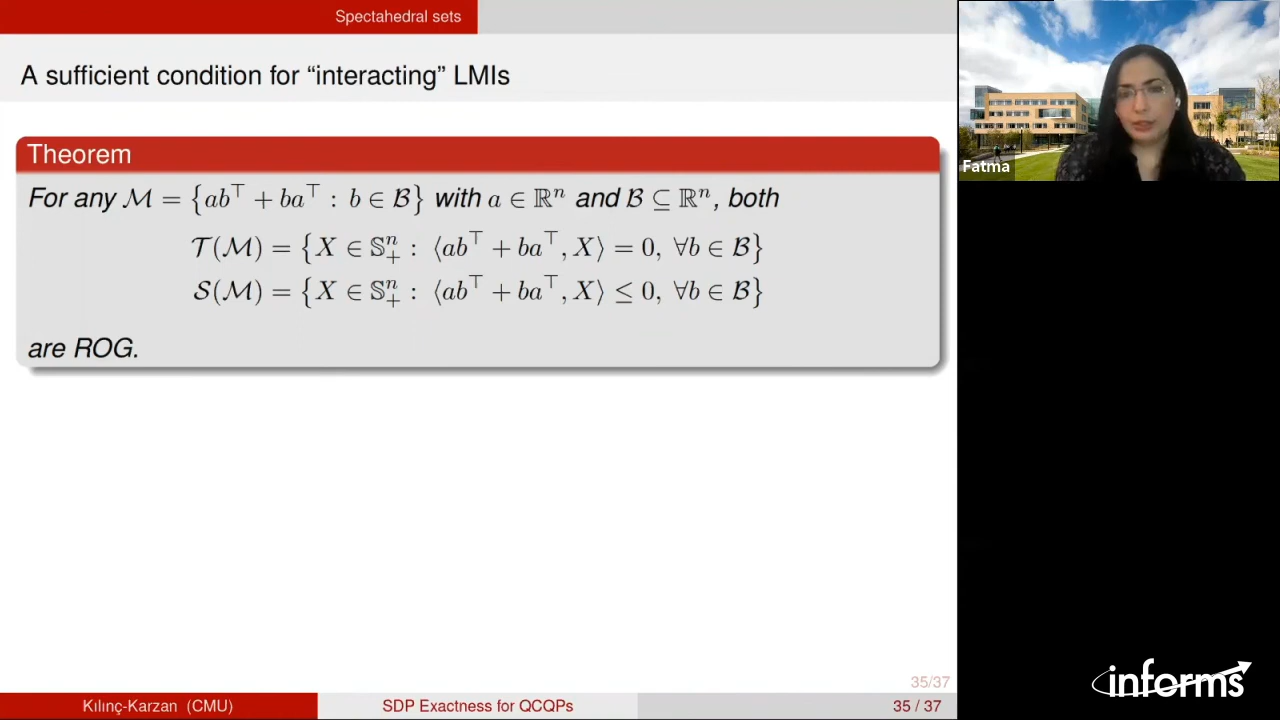 Spectahedral sets
A sufficient condition for “interacting” LMIs
Theorem
For any ℳ = {ab⊤ + ba⊤ : b ∈ ℬ} with a ∈ ℝⁿ and ℬ ⊆ ℝⁿ, both
𝒯(ℳ) = {X ∈ 𝕊ⁿ₊ : ⟨ab⊤ + ba⊤, X⟩ = 0, ∀b ∈ ℬ}
𝒮(ℳ) = {X ∈ 𝕊ⁿ₊ : ⟨ab⊤ + ba⊤, X⟩ ≤ 0, ∀b ∈ ℬ}
are ROG.
35/37
Kılınç-Karzan (CMU)
SDP Exactness for QCQPs
35 / 37
Fatma
informs